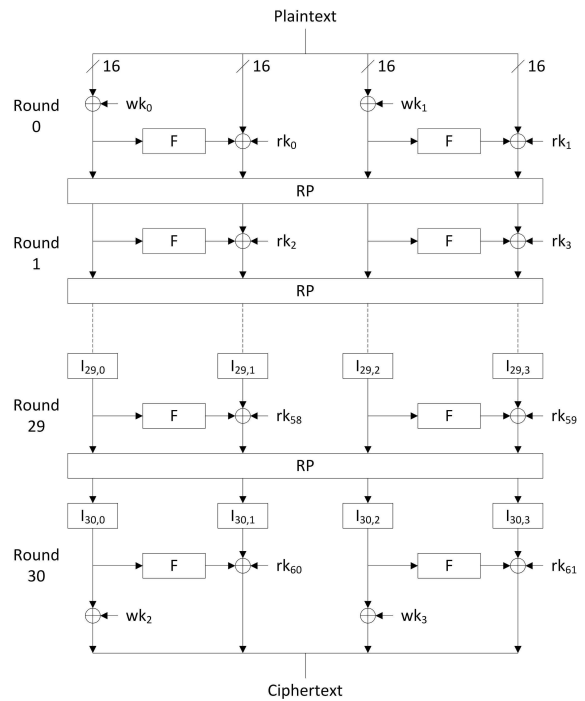 Plaintext
16 16 16 16
Round 0
wk₀ wk₁
F rk₀ F rk₁
RP
Round 1
F rk₂ F rk₃
RP
I₂₉,₀ I₂₉,₁ I₂₉,₂ I₂₉,₃
Round 29
F rk₅₈ F rk₅₉
RP
I₃₀,₀ I₃₀,₁ I₃₀,₂ I₃₀,₃
Round 30
F rk₆₀ F rk₆₁
wk₂ wk₃
Ciphertext